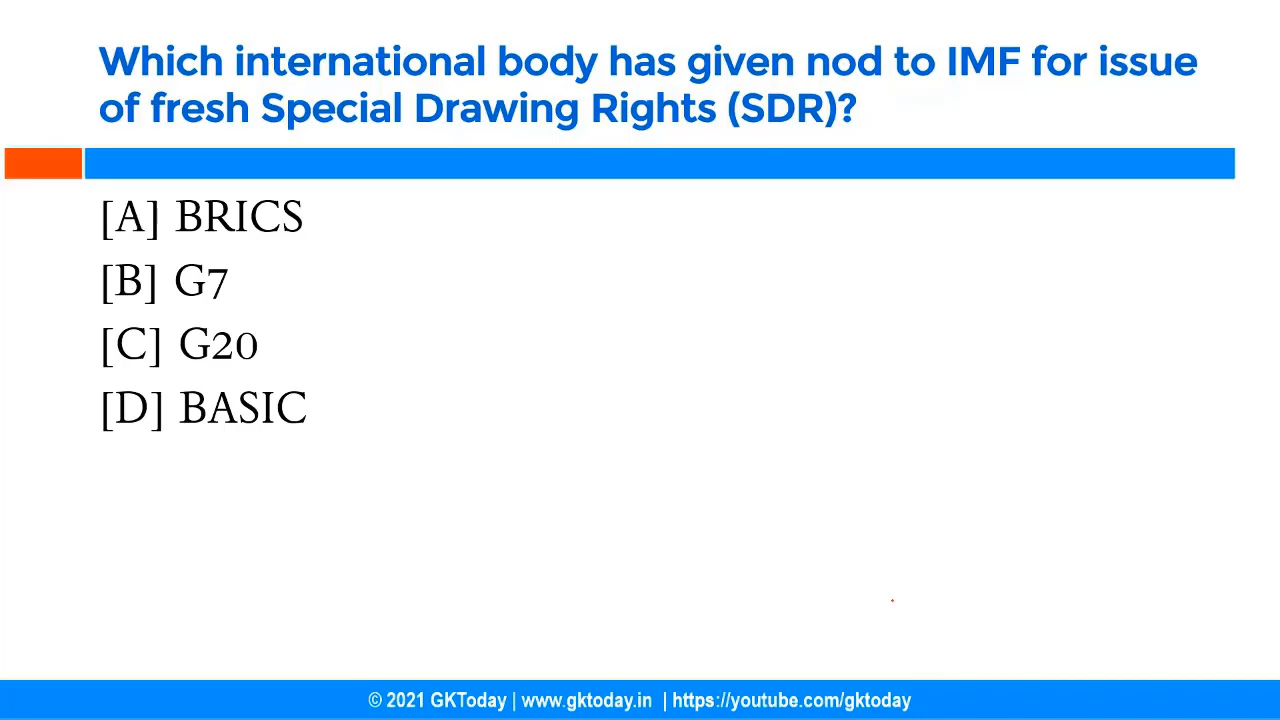 Which international body has given nod to IMF for issue
of fresh Special Drawing Rights (SDR)?
[A] BRICS
[B] G7
[C] G20
[D] BASIC
© 2021 GKToday | www.gktoday.in | https://youtube.com/gktoday